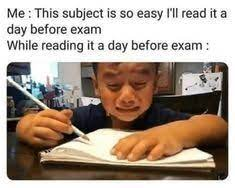 Me : This subject is so easy I'll read it a
day before exam
While reading it a day before exam :